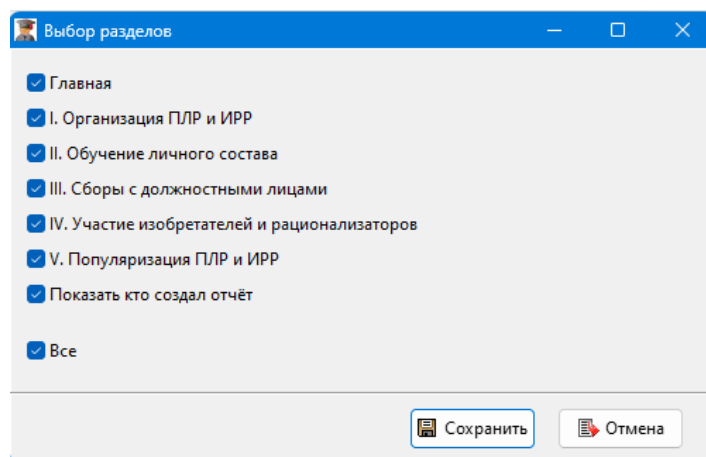 Выбор разделов
Главная
I. Организация ПЛР и ИРР
II. Обучение личного состава
III. Сборы с должностными лицами
IV. Участие изобретателей и рационализаторов
V. Популяризация ПЛР и ИРР
Показать кто создал отчёт
Все
Сохранить Отмена